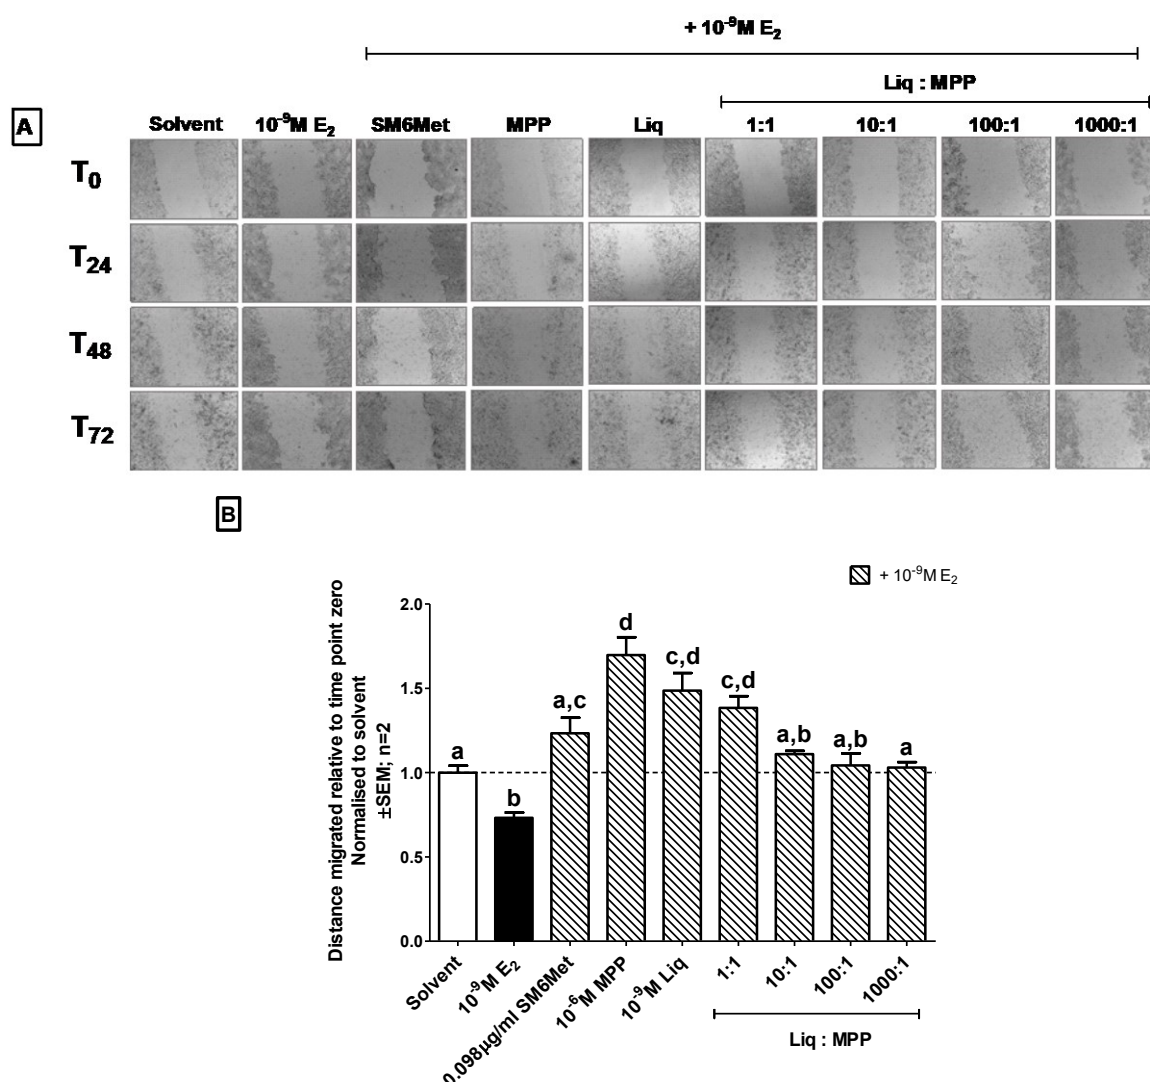 + 10⁻⁹M E₂
Liq : MPP
A
Solvent 10⁻⁹M E₂ SM6Met MPP Liq 1:1 10:1 100:1 1000:1
T₀
T₂₄
T₄₈
T₇₂
B
+ 10⁻⁹M E₂
Distance migrated relative to time point zero
Normalised to solvent
±SEM; n=2
2.0
1.5
1.0
0.5
0.0
a
b
a,c
d
c,d
c,d
a,b
a,b
a
Solvent
10⁻⁹M E₂
0.098µg/ml SM6Met
10⁻⁶M MPP
10⁻⁹M Liq
1:1
10:1
100:1
1000:1
Liq : MPP